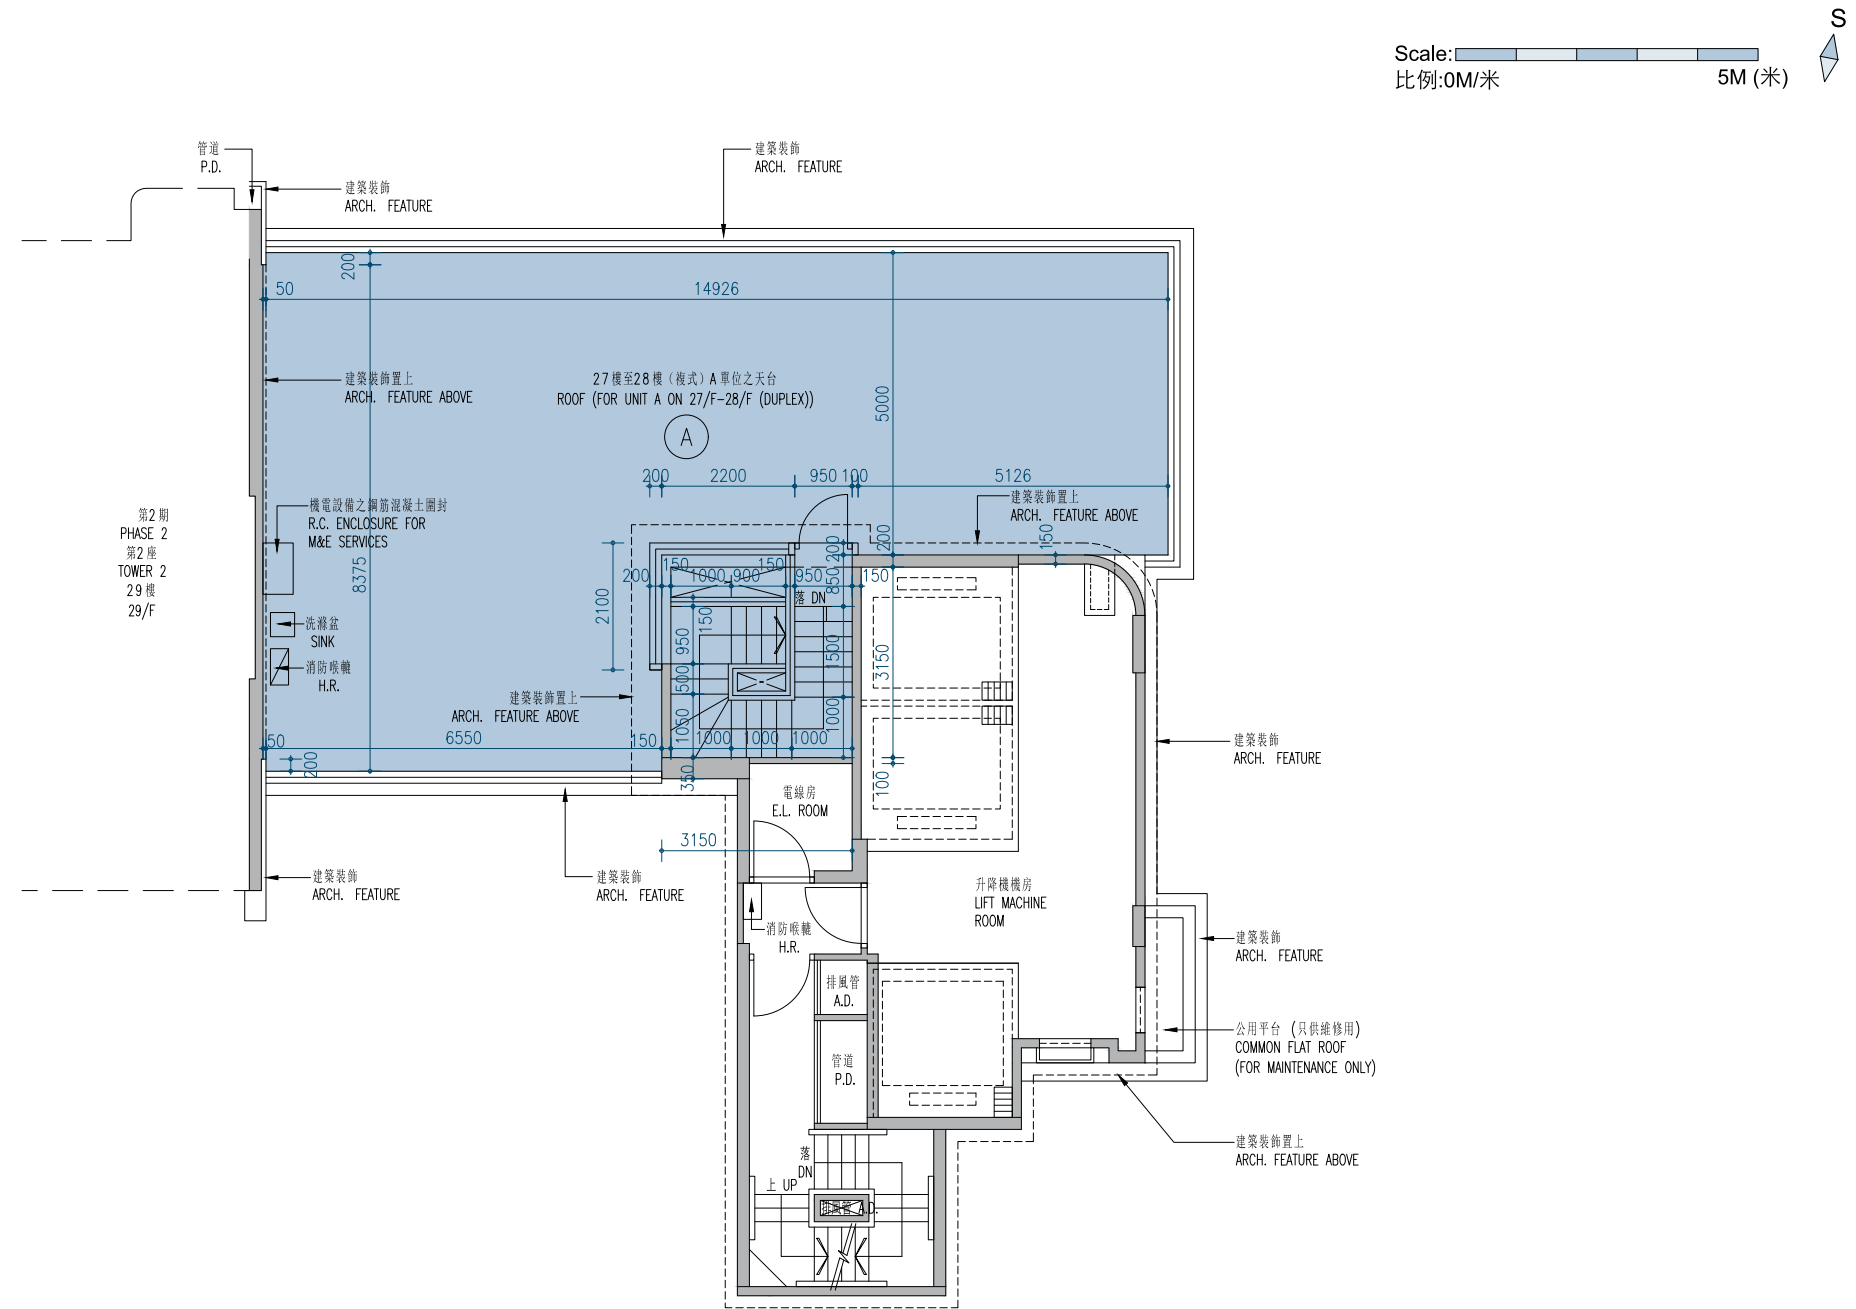 S
Scale:
比例:0M/米
5M (米)
管道
P.D.
建築裝飾
ARCH. FEATURE
建築裝飾
ARCH. FEATURE
200
50
14926
建築裝飾置上
ARCH. FEATURE ABOVE
27樓至28樓（複式）A單位之天台
ROOF (FOR UNIT A ON 27/F-28/F (DUPLEX))
A
5000
200
2200
950
100
5126
機電設備之鋼筋混凝土圍封
R.C. ENCLOSURE FOR
M&E SERVICES
建築裝飾置上
ARCH. FEATURE ABOVE
第2期
PHASE 2
第2座
TOWER 2
29樓
29/F
8375
200
200
150
150
150
200
1000
900
950
850
150
2100
落 DN
150
950
500
1500
3150
洗滌盆
SINK
消防喉轆
H.R.
建築裝飾置上
ARCH. FEATURE ABOVE
1050
1000
50
6550
150
1000
1000
1000
200
350
100
建築裝飾
ARCH. FEATURE
電線房
E.L. ROOM
3150
建築裝飾
ARCH. FEATURE
建築裝飾
ARCH. FEATURE
升降機機房
LIFT MACHINE
ROOM
消防喉轆
H.R.
建築裝飾
ARCH. FEATURE
排風管
A.D.
公用平台 （只供維修用）
COMMON FLAT ROOF
(FOR MAINTENANCE ONLY)
管道
P.D.
建築裝飾置上
ARCH. FEATURE ABOVE
落
DN
上 UP
排風管 A.D.